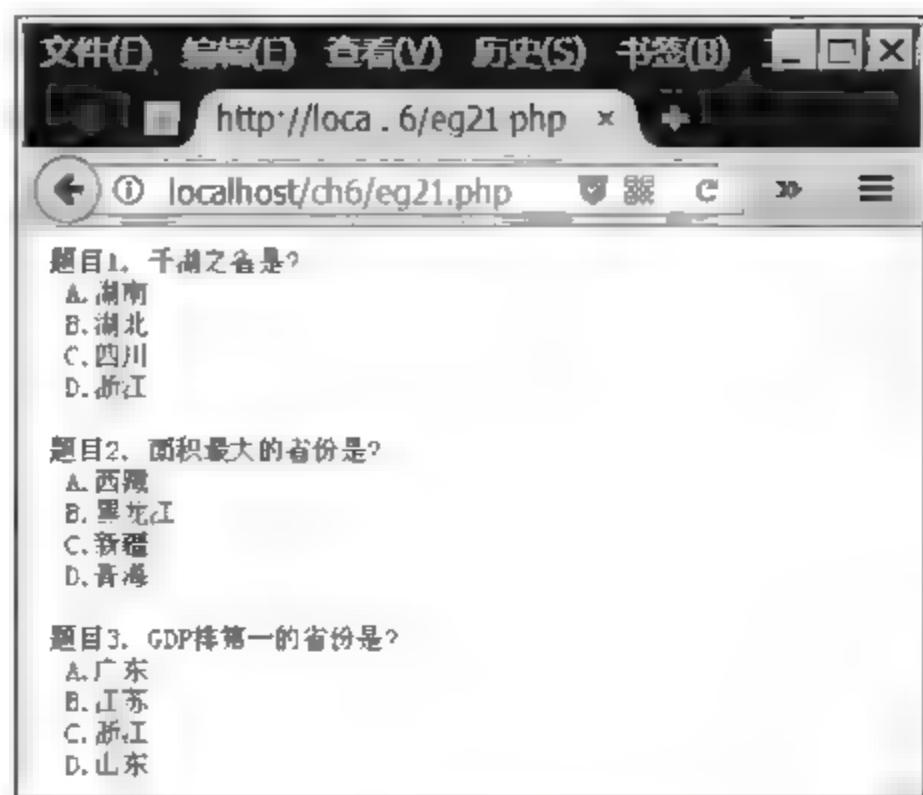 文件(F) 编辑(E) 查看(V) 历史(S) 书签(B)
http://loca . 6/eg21 php ×
localhost/ch6/eg21.php
题目1. 千湖之省是?
A.湖南
B.湖北
C.四川
D.浙江
题目2. 面积最大的省份是?
A.西藏
B.黑龙江
C.新疆
D.青海
题目3. GDP排第一的省份是?
A.广东
B.江苏
C.浙江
D.山东